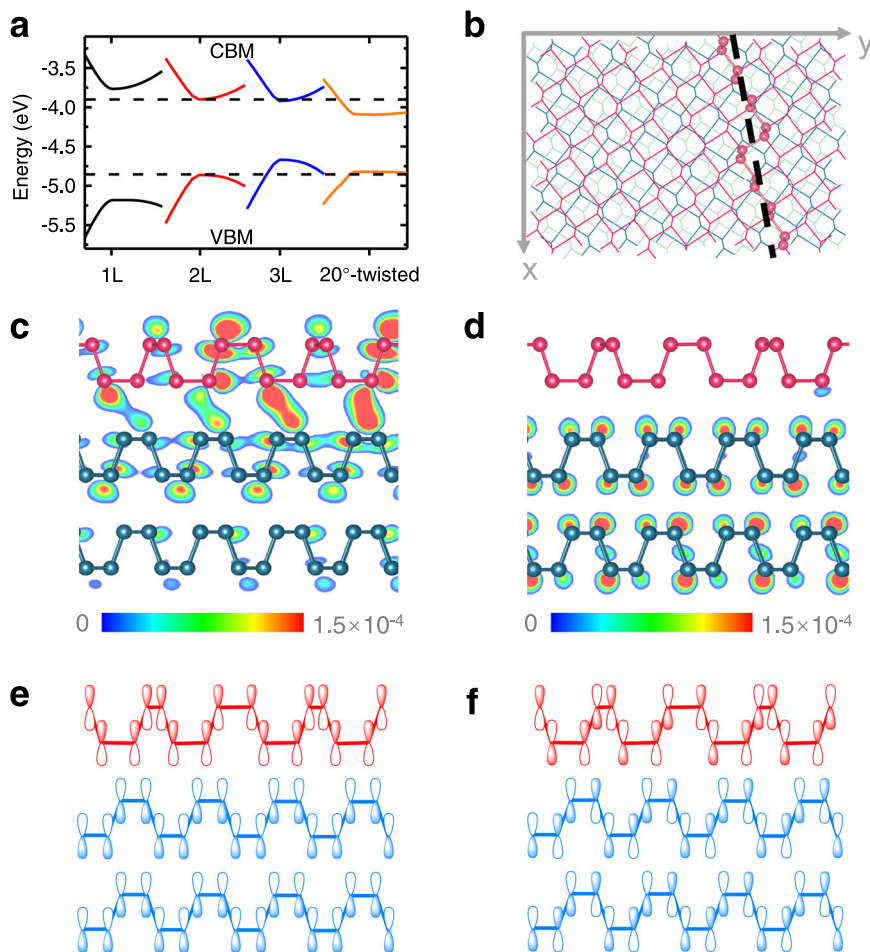 a
CBM
-3.5
-4.0
-4.5
-5.0
-5.5
Energy (eV)
VBM
1L 2L 3L 20°-twisted
b
y
x
c
0 1.5×10⁻⁴
d
0 1.5×10⁻⁴
e
f